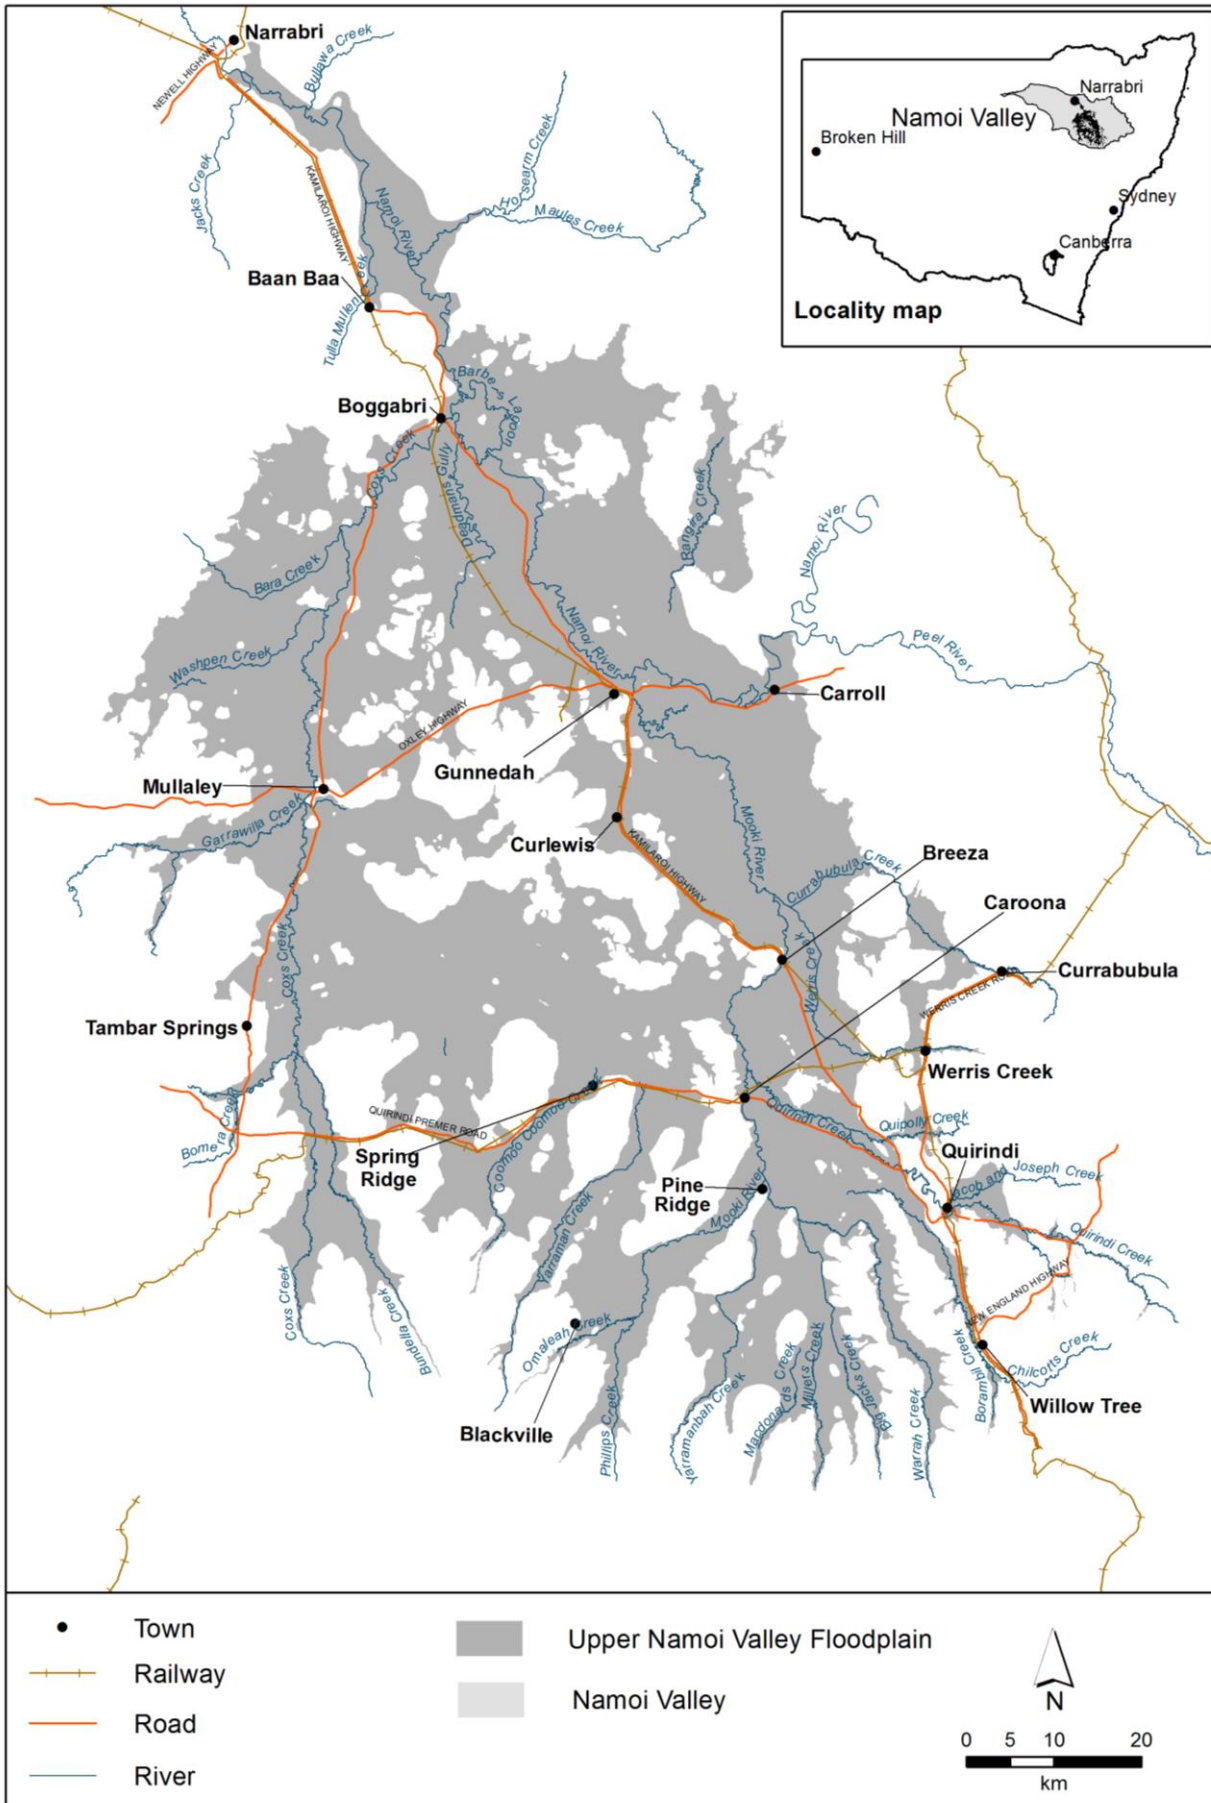 Narrabri
Bullawa Creek
NEWELL HIGHWAY
Jacks Creek
KAMILAROI HIGHWAY
Namoi River
Horsearm Creek
Maules Creek
Baan Baa
Tulla Mullen Creek
Narrabri
Namoi Valley
Broken Hill
Sydney
Canberra
Locality map
Barbers Lagoon
Boggabri
Coxs Creek
Deadmans Gully
Rangira Creek
Namoi River
Bara Creek
Namoi River
Peel River
Washpen Creek
Carroll
OXLEY HIGHWAY
Gunnedah
Mullaley
Garrawilla Creek
Curlewis
KAMILAROI HIGHWAY
Mooki River
Currabubula Creek
Breeza
Caroona
Coxs Creek
Werris Creek
Currabubula
WERRIS CREEK ROAD
Tambar Springs
Werris Creek
Bomera Creek
QUIRINDI PREMER ROAD
Coomoo Coomoo Creek
Quirindi Creek
Quipolly Creek
Spring
Ridge
Quirindi
Jacob and Joseph Creek
Pine
Ridge
Mooki River
Yarraman Creek
Quirindi Creek
NEW ENGLAND HIGHWAY
Coxs Creek
Bundella Creek
Omaleah Creek
Borambil Creek
Chilcotts Creek
Willow Tree
Blackville
Phillips Creek
Yarramanbah Creek
Macdonalds Creek
Millers Creek
Big Jacks Creek
Warrah Creek
Town
Railway
Road
River
Upper Namoi Valley Floodplain
Namoi Valley
N
0 5 10 20
km